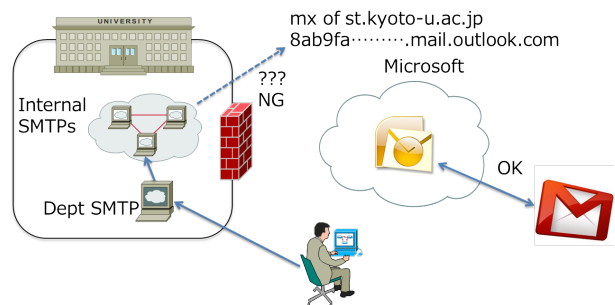 UNIVERSITY
mx of st.kyoto-u.ac.jp
8ab9fa·········.mail.outlook.com
Microsoft
???
NG
Internal
SMTPs
OK
Dept SMTP